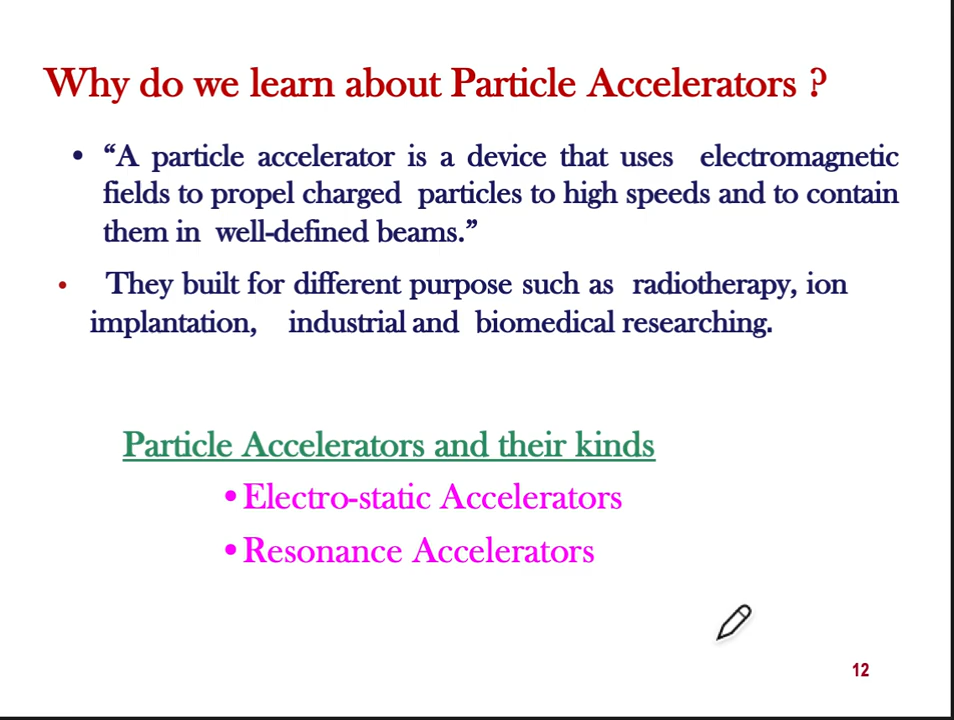 Why do we learn about Particle Accelerators ?
• “A particle accelerator is a device that uses electromagnetic
fields to propel charged particles to high speeds and to contain
them in well-defined beams.”
• They built for different purpose such as radiotherapy, ion
implantation, industrial and biomedical researching.
Particle Accelerators and their kinds
•Electro-static Accelerators
•Resonance Accelerators
12